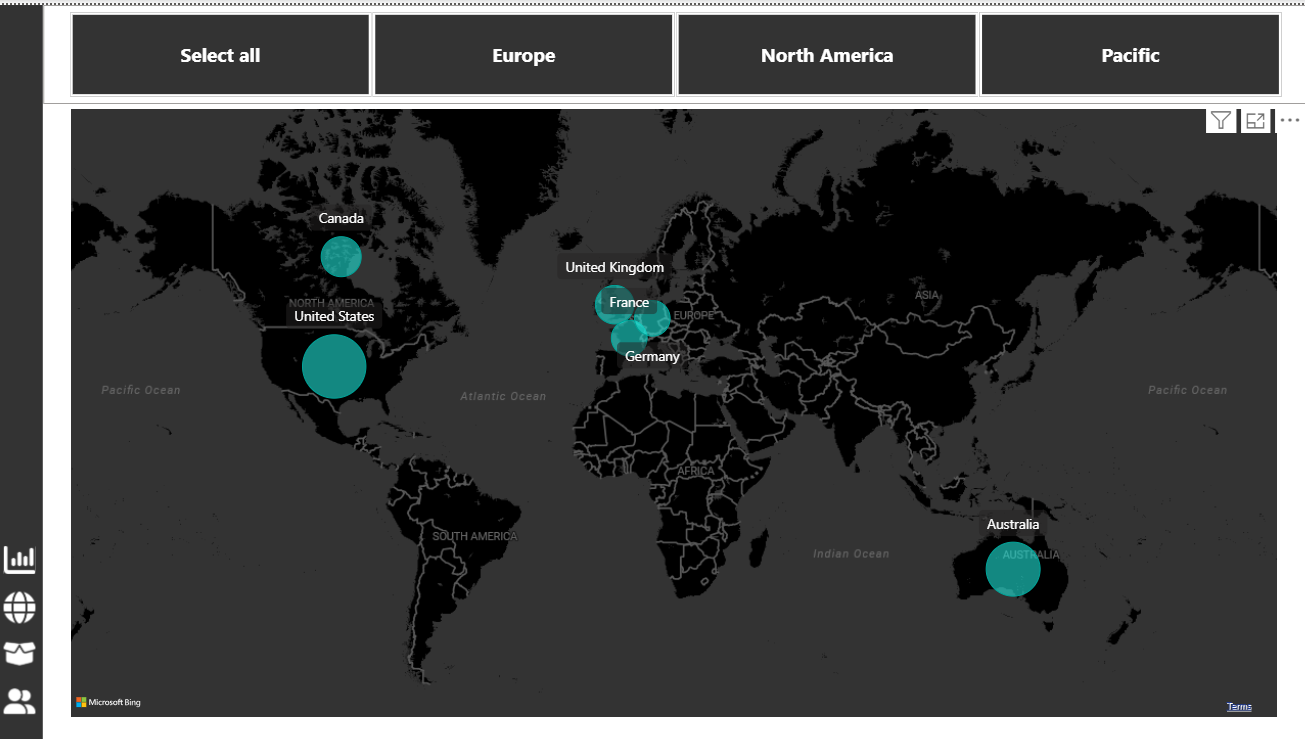 Select all
Europe
North America
Pacific
Canada
United Kingdom
NORTH AMERICA
ASIA
France
United States
EUROPE
Germany
Pacific Ocean
Atlantic Ocean
Pacific Ocean
AFRICA
Australia
SOUTH AMERICA
Indian Ocean
AUSTRALIA
Microsoft Bing
Terms